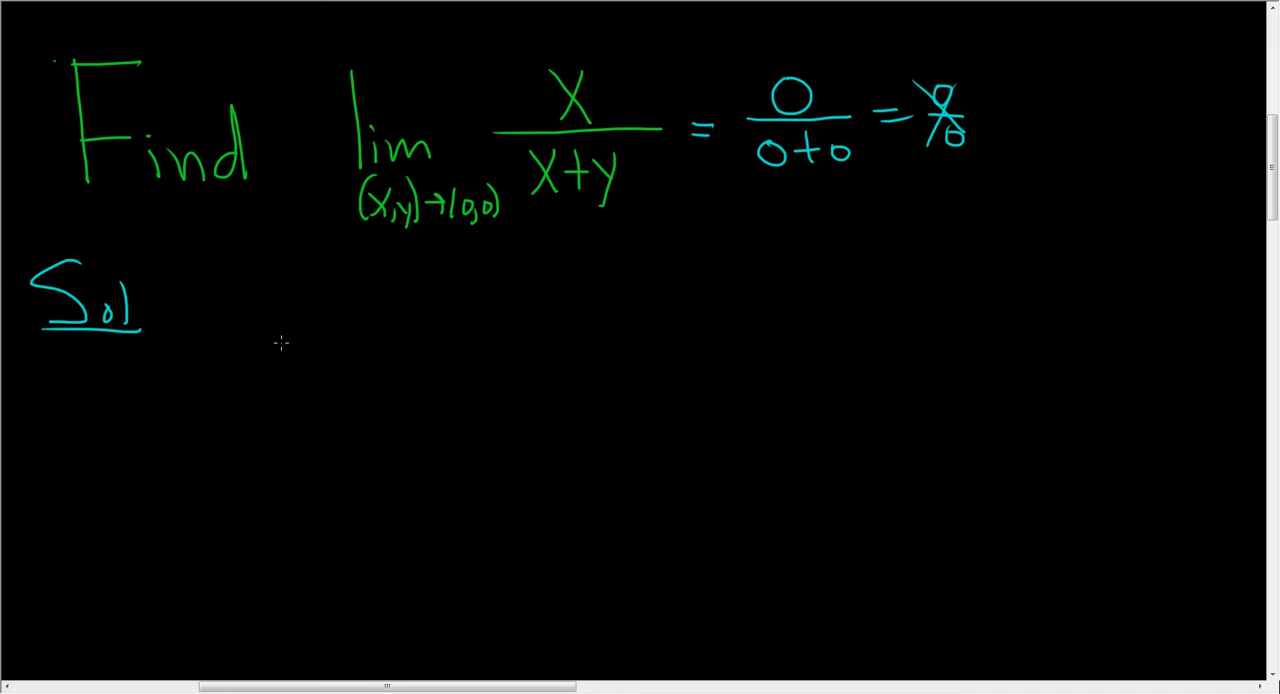 Find lim (x,y)→(0,0) x/(x+y) = 0/(0+0) = 0/0
Sol